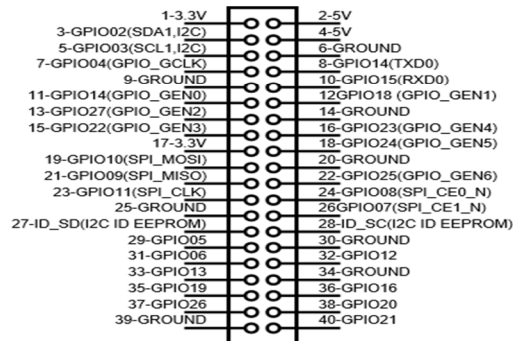 1-3.3V 2-5V
3-GPIO02(SDA1,I2C) 4-5V
5-GPIO03(SCL1,I2C) 6-GROUND
7-GPIO04(GPIO_GCLK) 8-GPIO14(TXD0)
9-GROUND 10-GPIO15(RXD0)
11-GPIO14(GPIO_GEN0) 12GPIO18 (GPIO_GEN1)
13-GPIO27(GPIO_GEN2) 14-GROUND
15-GPIO22(GPIO_GEN3) 16-GPIO23(GPIO_GEN4)
17-3.3V 18-GPIO24(GPIO_GEN5)
19-GPIO10(SPI_MOSI) 20-GROUND
21-GPIO09(SPI_MISO) 22-GPIO25(GPIO_GEN6)
23-GPIO11(SPI_CLK) 24-GPIO08(SPI_CE0_N)
25-GROUND 26GPIO07(SPI_CE1_N)
27-ID_SD(I2C ID EEPROM) 28-ID_SC(I2C ID EEPROM)
29-GPIO05 30-GROUND
31-GPIO06 32-GPIO12
33-GPIO13 34-GROUND
35-GPIO19 36-GPIO16
37-GPIO26 38-GPIO20
39-GROUND 40-GPIO21